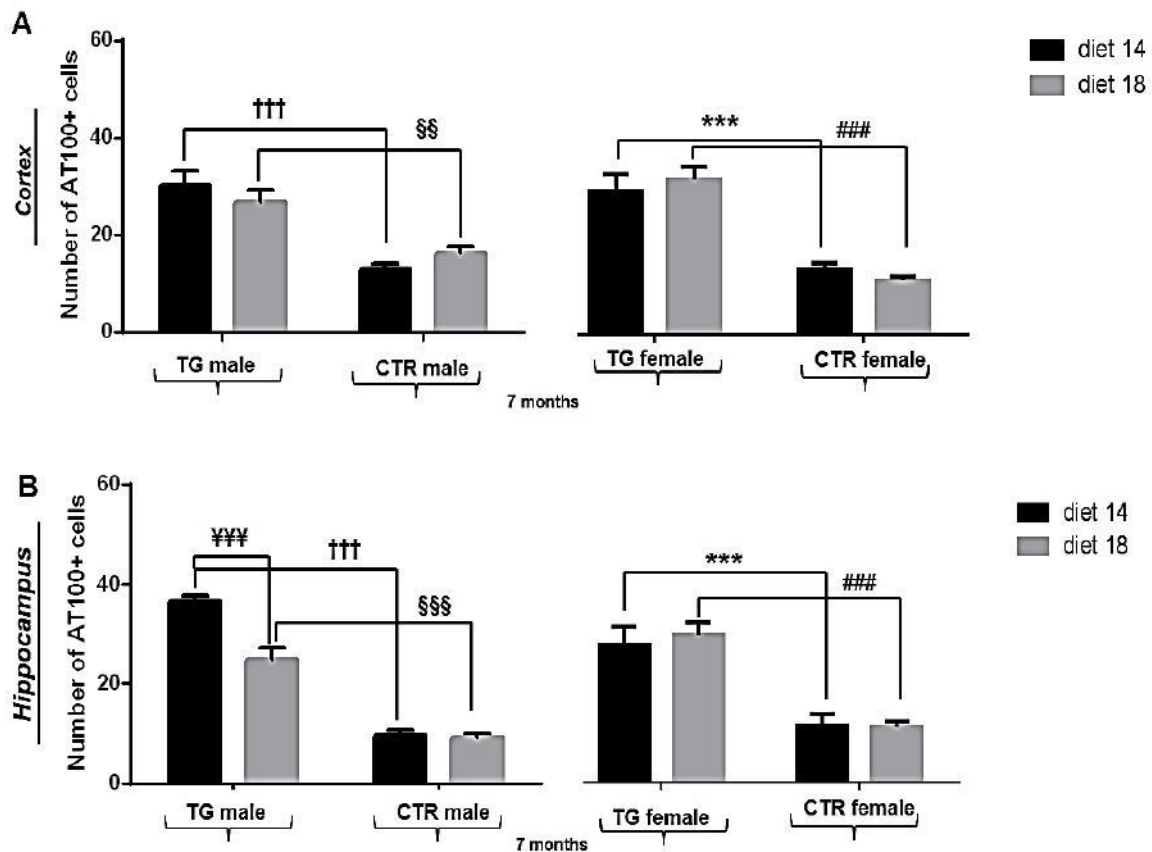 A
Cortex
Number of AT100+ cells
60
40
20
0
†††
§§
***
###
diet 14
diet 18
TG male
CTR male
TG female
CTR female
7 months
B
Hippocampus
Number of AT100+ cells
60
40
20
0
¥¥¥
†††
§§§
***
###
diet 14
diet 18
TG male
CTR male
TG female
CTR female
7 months